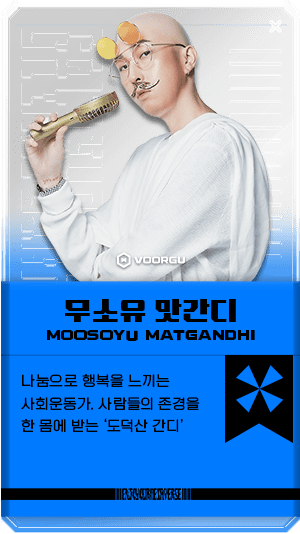 VOORGU
무소유 맛간디
MOOSOYU MATGANDHI
나눔으로 행복을 느끼는
사회운동가. 사람들의 존경을
한 몸에 받는 ‘도덕산 간디’